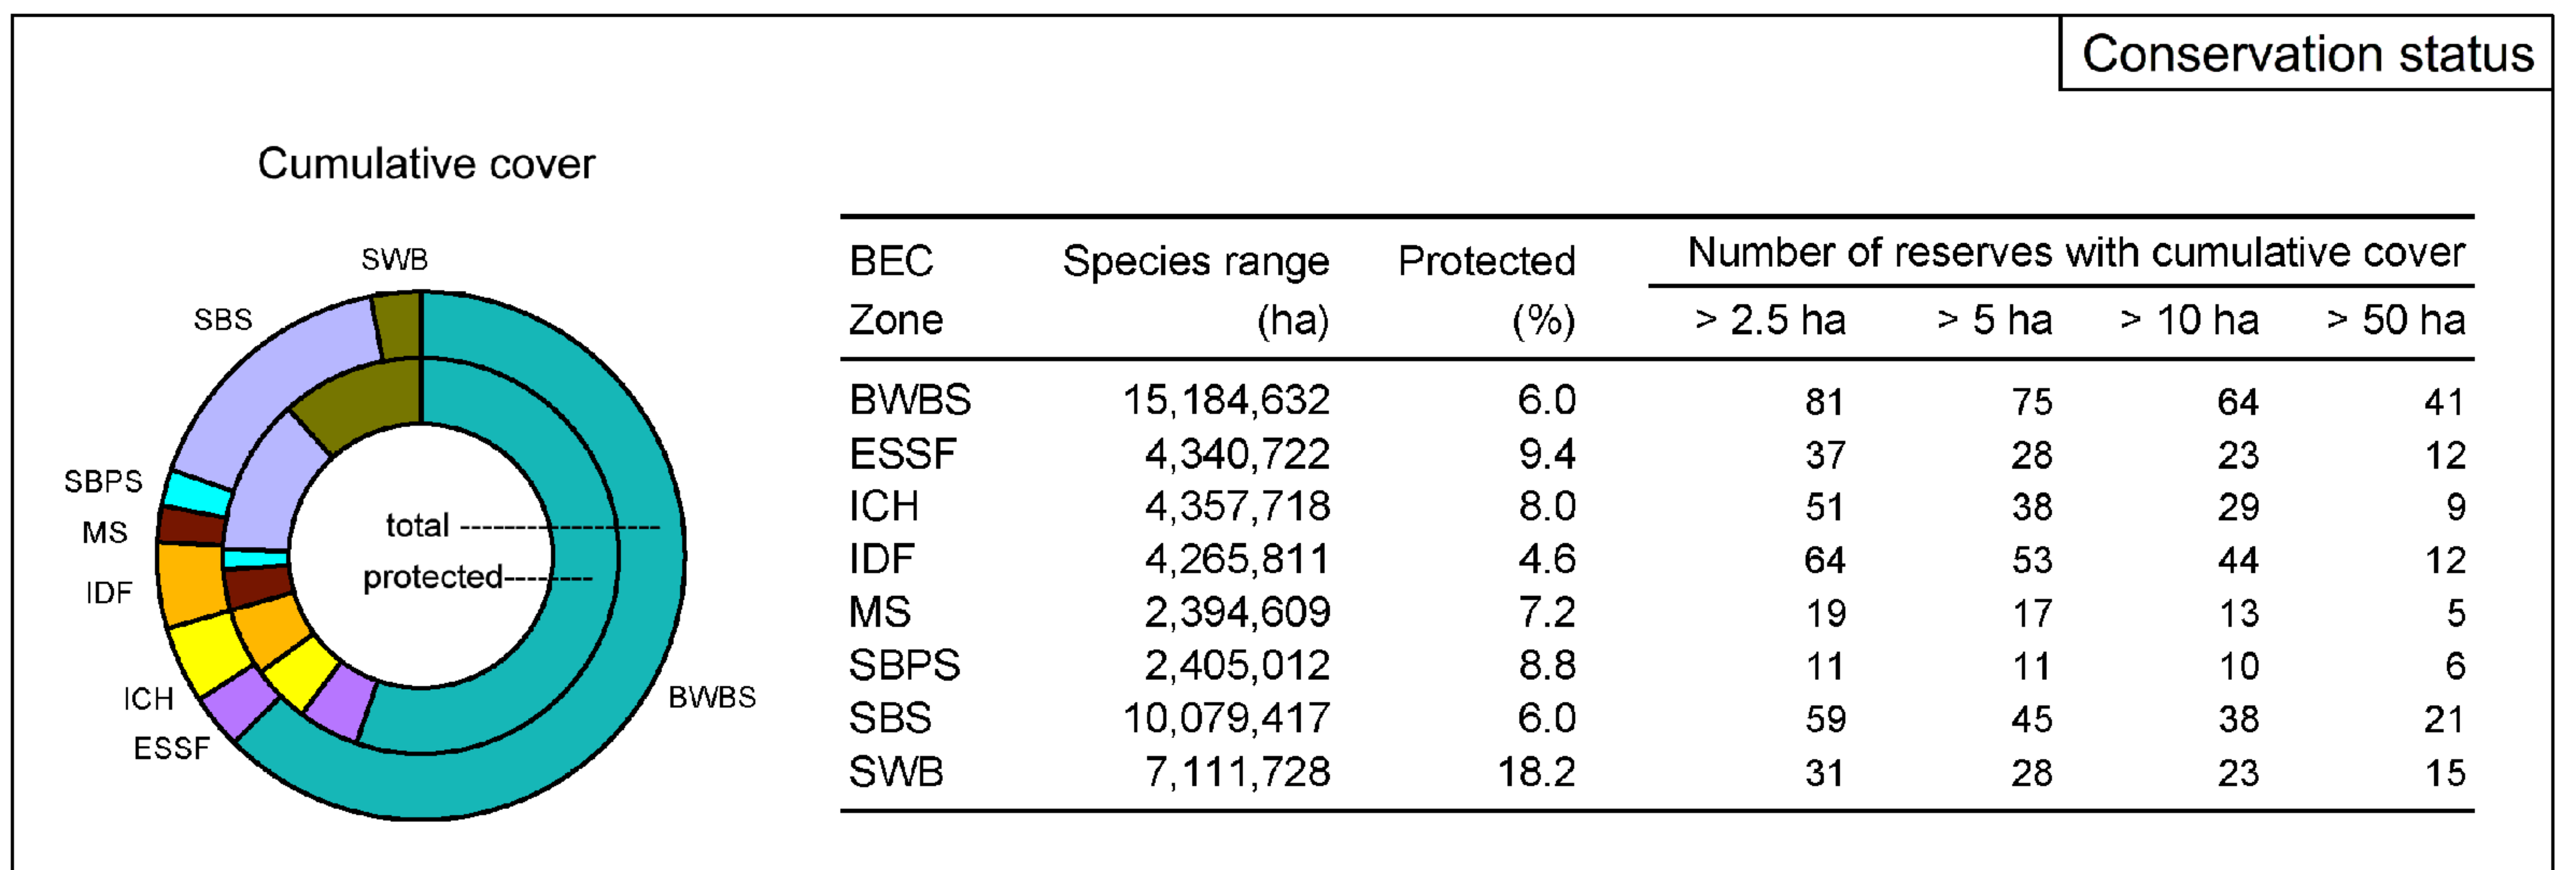 Conservation status
Cumulative cover
SWB
SBS
SBPS
MS
IDF
ICH
ESSF
BWBS
total
protected
BEC Zone Species range (ha) Protected (%) Number of reserves with cumulative cover
> 2.5 ha > 5 ha > 10 ha > 50 ha
BWBS 15,184,632 6.0 81 75 64 41
ESSF 4,340,722 9.4 37 28 23 12
ICH 4,357,718 8.0 51 38 29 9
IDF 4,265,811 4.6 64 53 44 12
MS 2,394,609 7.2 19 17 13 5
SBPS 2,405,012 8.8 11 11 10 6
SBS 10,079,417 6.0 59 45 38 21
SWB 7,111,728 18.2 31 28 23 15